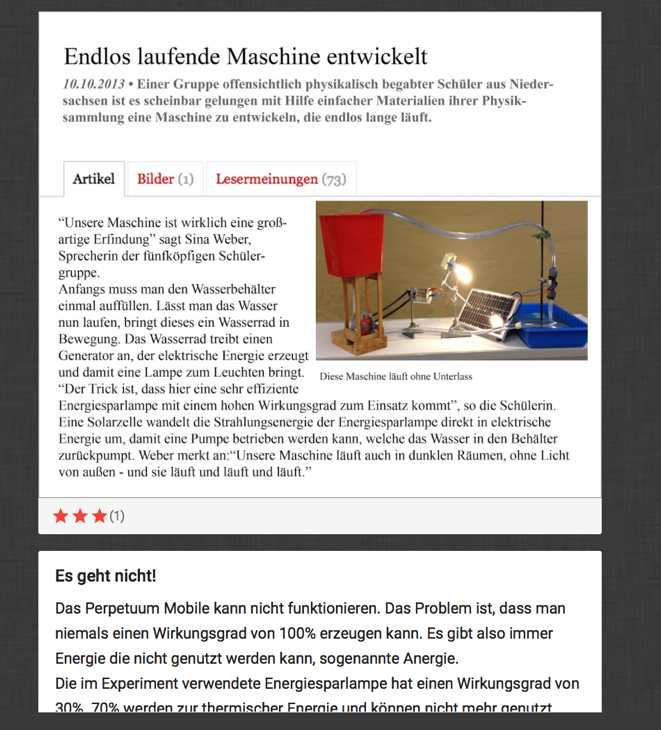 Endlos laufende Maschine entwickelt
10.10.2013 • Einer Gruppe offensichtlich physikalisch begabter Schüler aus Nieder-
sachsen ist es scheinbar gelungen mit Hilfe einfacher Materialien ihrer Physik-
sammlung eine Maschine zu entwickeln, die endlos lange läuft.
Artikel Bilder (1) Lesermeinungen (73)
“Unsere Maschine ist wirklich eine groß-
artige Erfindung” sagt Sina Weber,
Sprecherin der fünfköpfigen Schüler-
gruppe.
Anfangs muss man den Wasserbehälter
einmal auffüllen. Lässt man das Wasser
nun laufen, bringt dieses ein Wasserrad in
Bewegung. Das Wasserrad treibt einen
Generator an, der elektrische Energie erzeugt
und damit eine Lampe zum Leuchten bringt.
“Der Trick ist, dass hier eine sehr effiziente
Energiesparlampe mit einem hohen Wirkungsgrad zum Einsatz kommt”, so die Schülerin.
Eine Solarzelle wandelt die Strahlungsenergie der Energiesparlampe direkt in elektrische
Energie um, damit eine Pumpe betrieben werden kann, welche das Wasser in den Behälter
zurückpumpt. Weber merkt an:“Unsere Maschine läuft auch in dunklen Räumen, ohne Licht
von außen - und sie läuft und läuft und läuft.”
Diese Maschine läuft ohne Unterlass
(1)
Es geht nicht!
Das Perpetuum Mobile kann nicht funktionieren. Das Problem ist, dass man
niemals einen Wirkungsgrad von 100% erzeugen kann. Es gibt also immer
Energie die nicht genutzt werden kann, sogenannte Anergie.
Die im Experiment verwendete Energiesparlampe hat einen Wirkungsgrad von
30%. 70% werden zur thermischer Energie und können nicht mehr genutzt